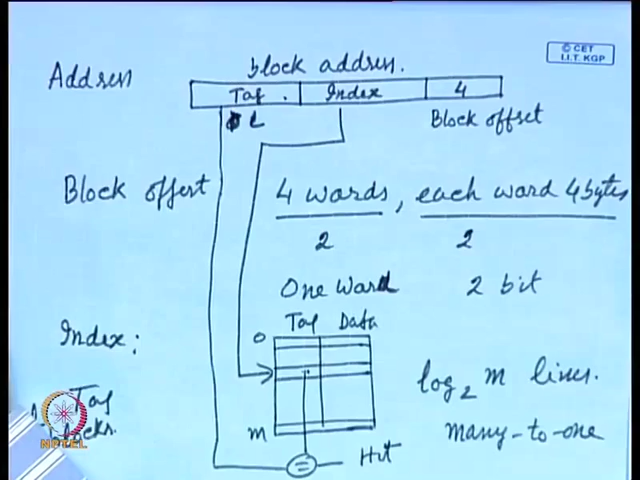 © CET
I.I.T. KGP
block address.
Address
Tag . Index 4
L Block offset
Block offset 4 words, each word 4 bytes
2 2
One Word 2 bit
Tag Data
Index: 0
log2 m lines.
Tag
m many-to-one
= Hit
NPTEL